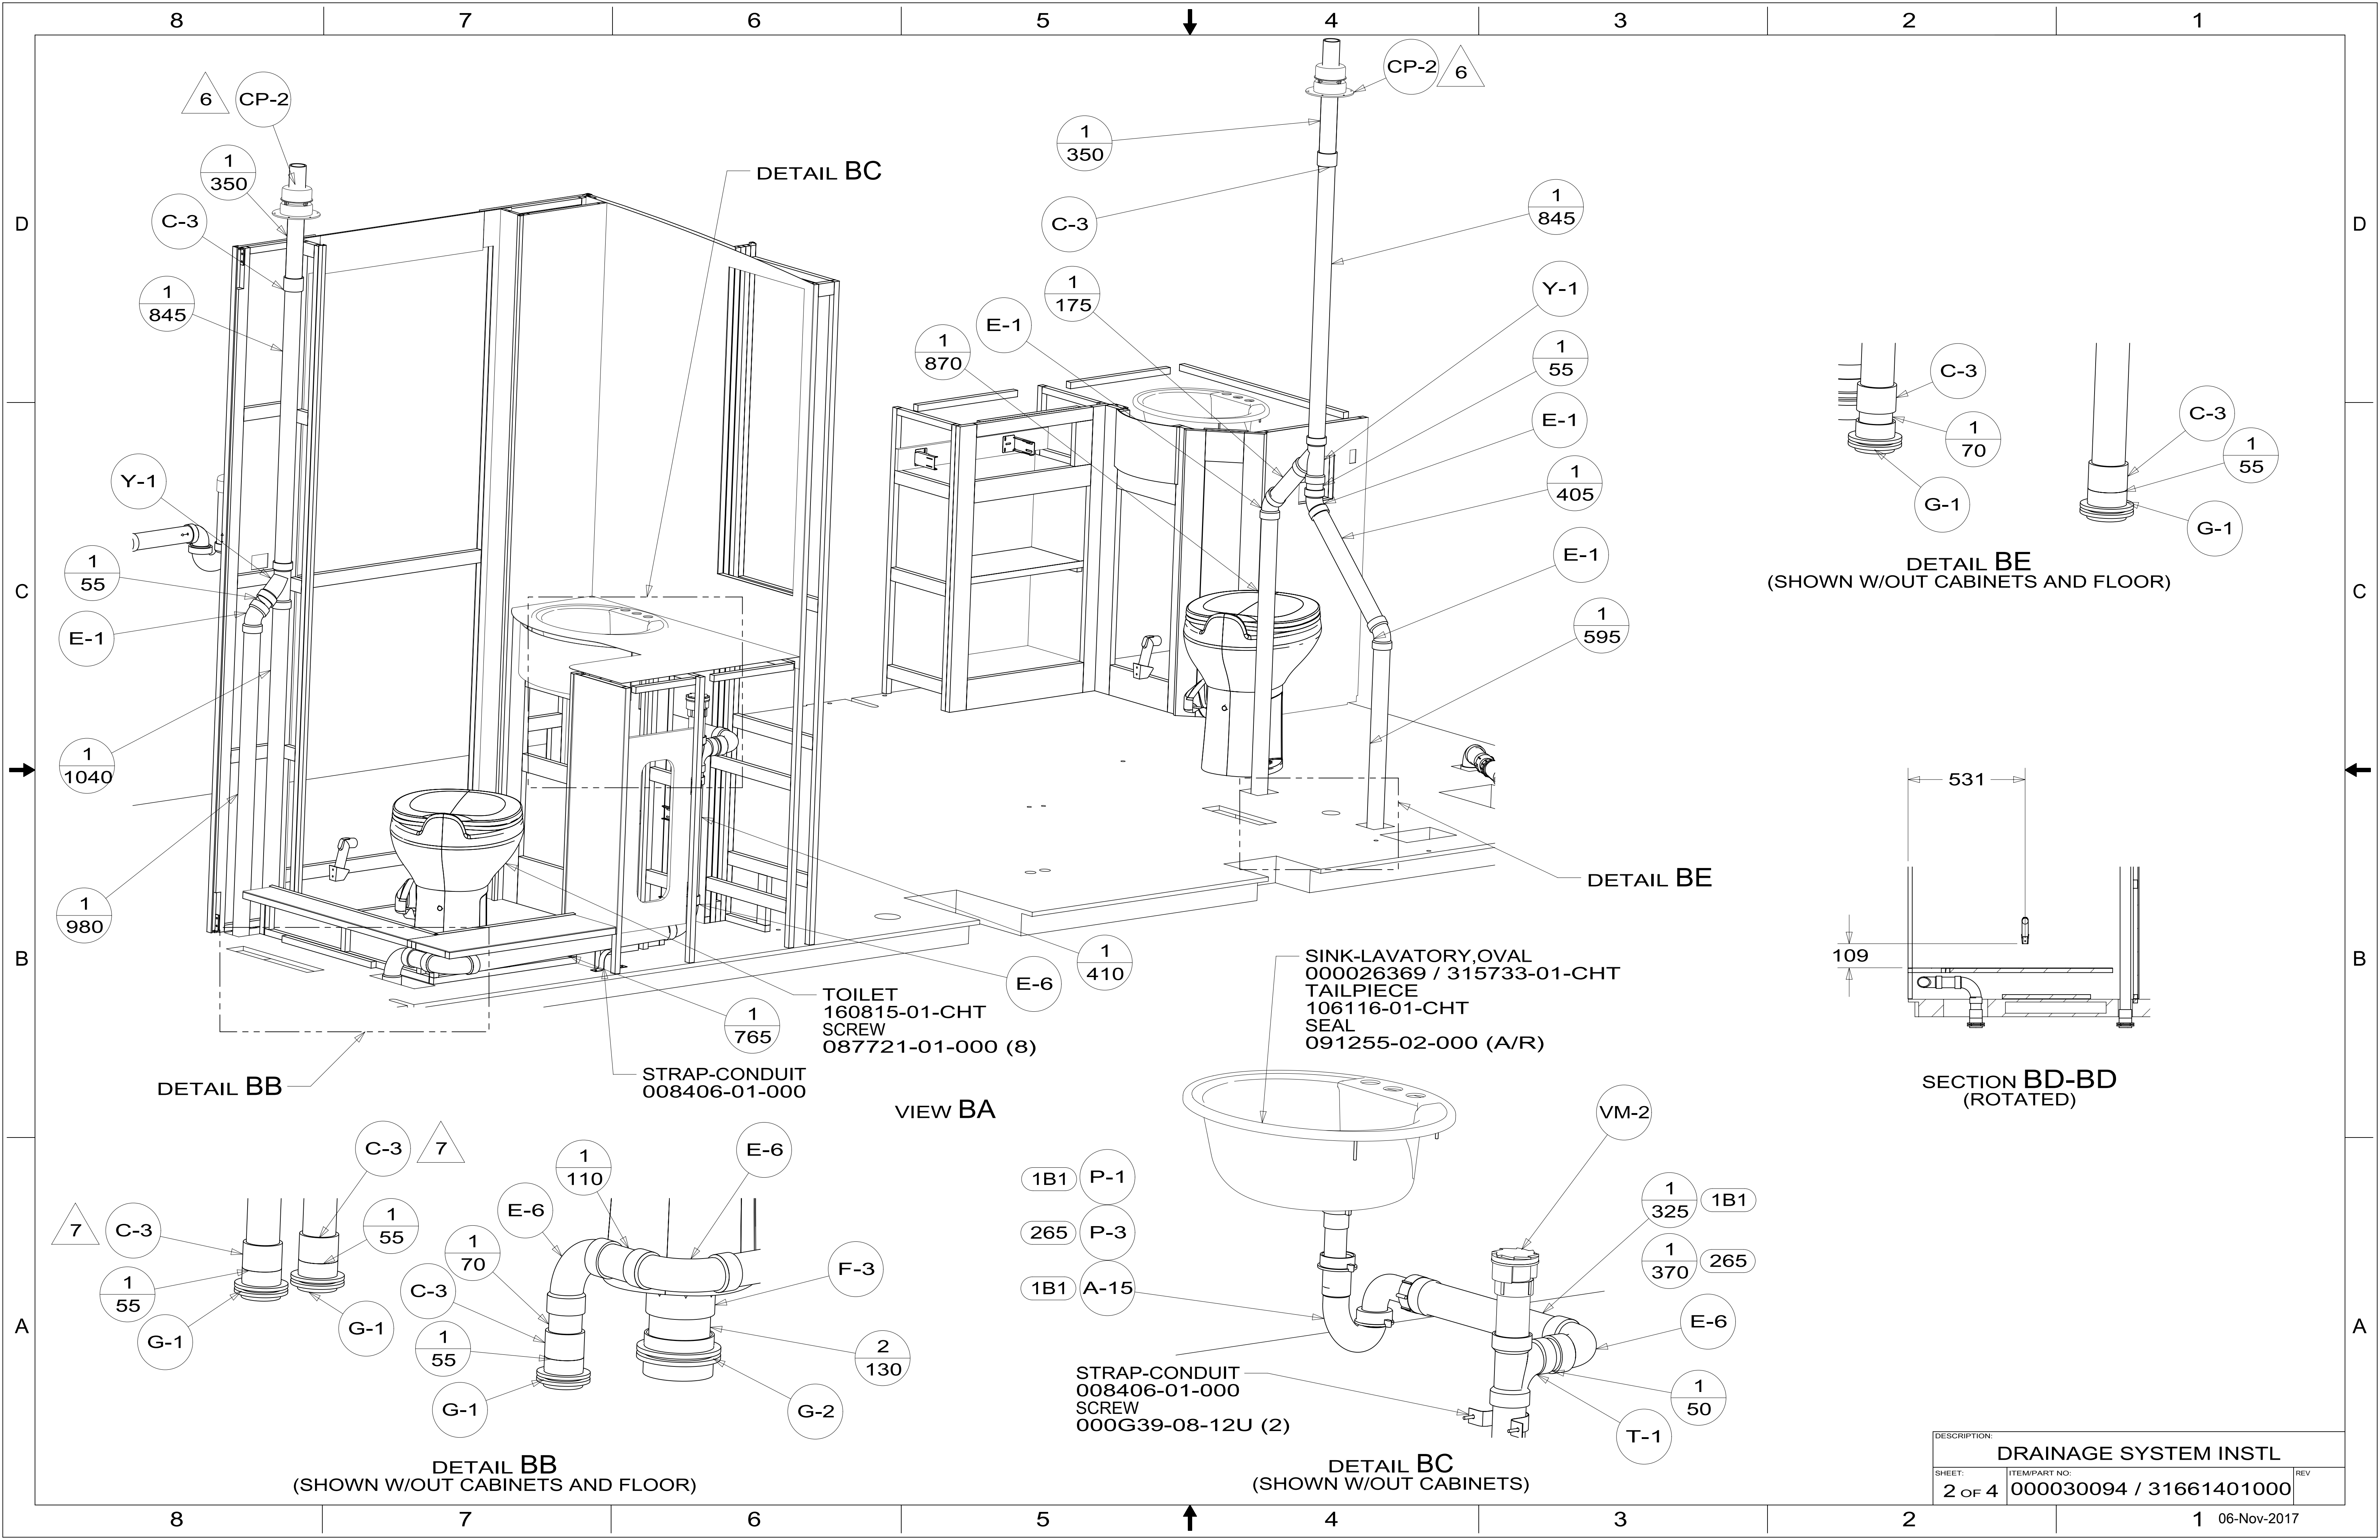 8 7 6 5 4 3 2 1
D
C
B
A
6
CP-2
1
350
C-3
1
845
Y-1
1
55
E-1
1
1040
1
980
DETAIL BC
DETAIL BB
TOILET
160815-01-CHT
SCREW
087721-01-000 (8)
1
765
STRAP-CONDUIT
008406-01-000
E-6
1
410
VIEW BA
CP-2
6
1
350
C-3
1
845
1
175
E-1
1
870
Y-1
1
55
E-1
1
405
E-1
1
595
DETAIL BE
C-3
1
70
G-1
C-3
1
55
G-1
DETAIL BE
(SHOWN W/OUT CABINETS AND FLOOR)
531
109
SECTION BD-BD
(ROTATED)
7
C-3
1
55
G-1
C-3
7
1
55
G-1
E-6
1
110
E-6
1
70
C-3
1
55
G-1
F-3
2
130
G-2
DETAIL BB
(SHOWN W/OUT CABINETS AND FLOOR)
SINK-LAVATORY,OVAL
000026369 / 315733-01-CHT
TAILPIECE
106116-01-CHT
SEAL
091255-02-000 (A/R)
1B1 P-1
265 P-3
1B1 A-15
VM-2
1
325
1B1
1
370
265
E-6
1
50
T-1
STRAP-CONDUIT
008406-01-000
SCREW
000G39-08-12U (2)
DETAIL BC
(SHOWN W/OUT CABINETS)
DESCRIPTION:
DRAINAGE SYSTEM INSTL
SHEET:
2 OF 4
ITEM/PART NO:
000030094 / 31661401000
REV
D
C
B
A
8 7 6 5 4 3 2 1
06-Nov-2017